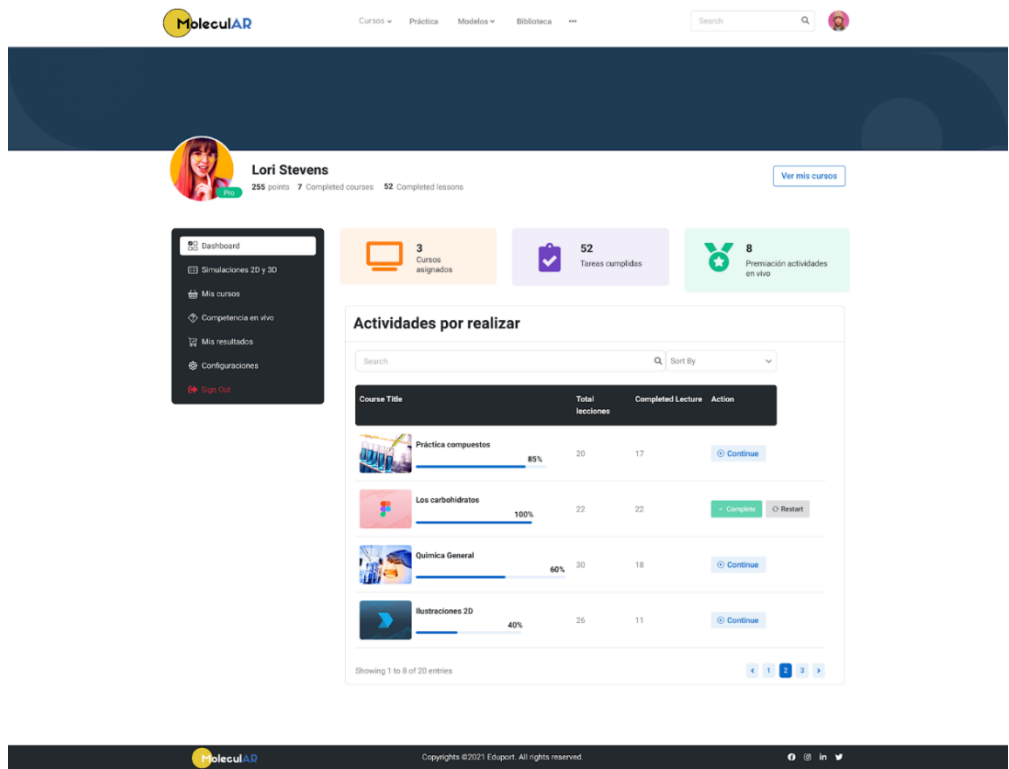 MoleculAR
Cursos Práctica Modelos Biblioteca •••
Search
Lori Stevens
255 points 7 Completed courses 52 Completed lessons
Pro
Ver mis cursos
Dashboard
Simulaciones 2D y 3D
Mis cursos
Competencia en vivo
Mis resultados
Configuraciones
Sign Out
3
Cursos
asignados
52
Tareas cumplidas
8
Premiación actividades
en vivo
Actividades por realizar
Search
Sort By
Course Title Total Completed Lecture Action
lecciones
Práctica compuestos
85%
20 17 Continue
Los carbohidratos
100%
22 22 Complete Restart
Quimica General
60%
30 18 Continue
Ilustraciones 2D
40%
26 11 Continue
Showing 1 to 8 of 20 entries
1 2 3
MoleculAR
Copyrights ©2021 Eduport. All rights reserved.